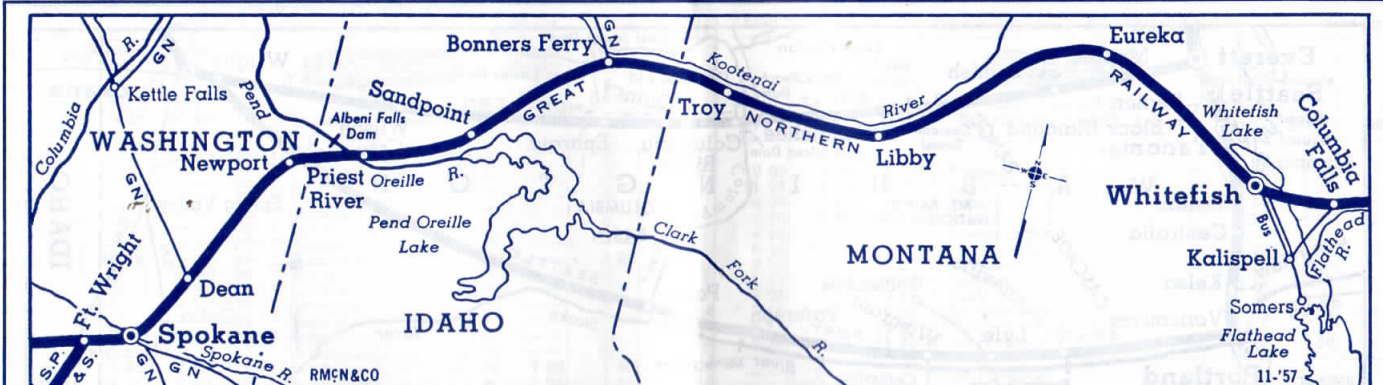 Columbia R.
GN
Kettle Falls
GN
Pend
Oreille
R.
WASHINGTON
Newport
Albeni Falls
Dam
Priest
River
Sandpoint
Bonners Ferry
GN
GREAT
NORTHERN
RAILWAY
Kootenai
River
Troy
Libby
Eureka
Whitefish
Lake
Whitefish
Columbia
Falls
Bus
Kalispell
Flathead
R.
Somers
Flathead
Lake
11-'57
MONTANA
N
E
S
Clark
Fork
R.
Pend Oreille
Lake
IDAHO
Ft. Wright
Dean
Spokane
Spokane R.
GN
GN
S.P.
& S.
RMCN&CO